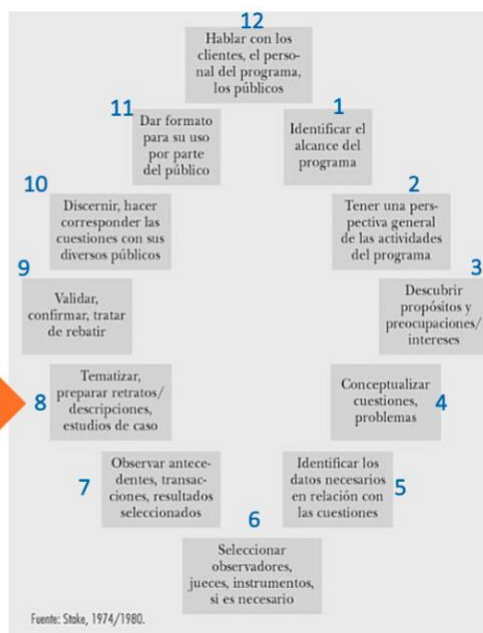 12
Hablar con los
clientes, el perso-
nal del programa,
los públicos
1
Identificar el
alcance del
programa
2
Tener una pers-
pectiva general
de las actividades
del programa
3
Descubrir
propósitos y
preocupaciones/
intereses
4
Conceptualizar
cuestiones,
problemas
5
Identificar los
datos necesarios
en relación con
las cuestiones
6
Seleccionar
observadores,
jueces, instrumentos,
si es necesario
7
Observar antece-
dentes, transac-
ciones, resultados
seleccionados
8
Tematizar,
preparar retratos/
descripciones,
estudios de caso
9
Validar,
confirmar, tratar
de rebatir
10
Discernir, hacer
corresponder las
cuestiones con sus
diversos públicos
11
Dar formato
para su uso
por parte
del público
Fuente: Stake, 1974/1980.